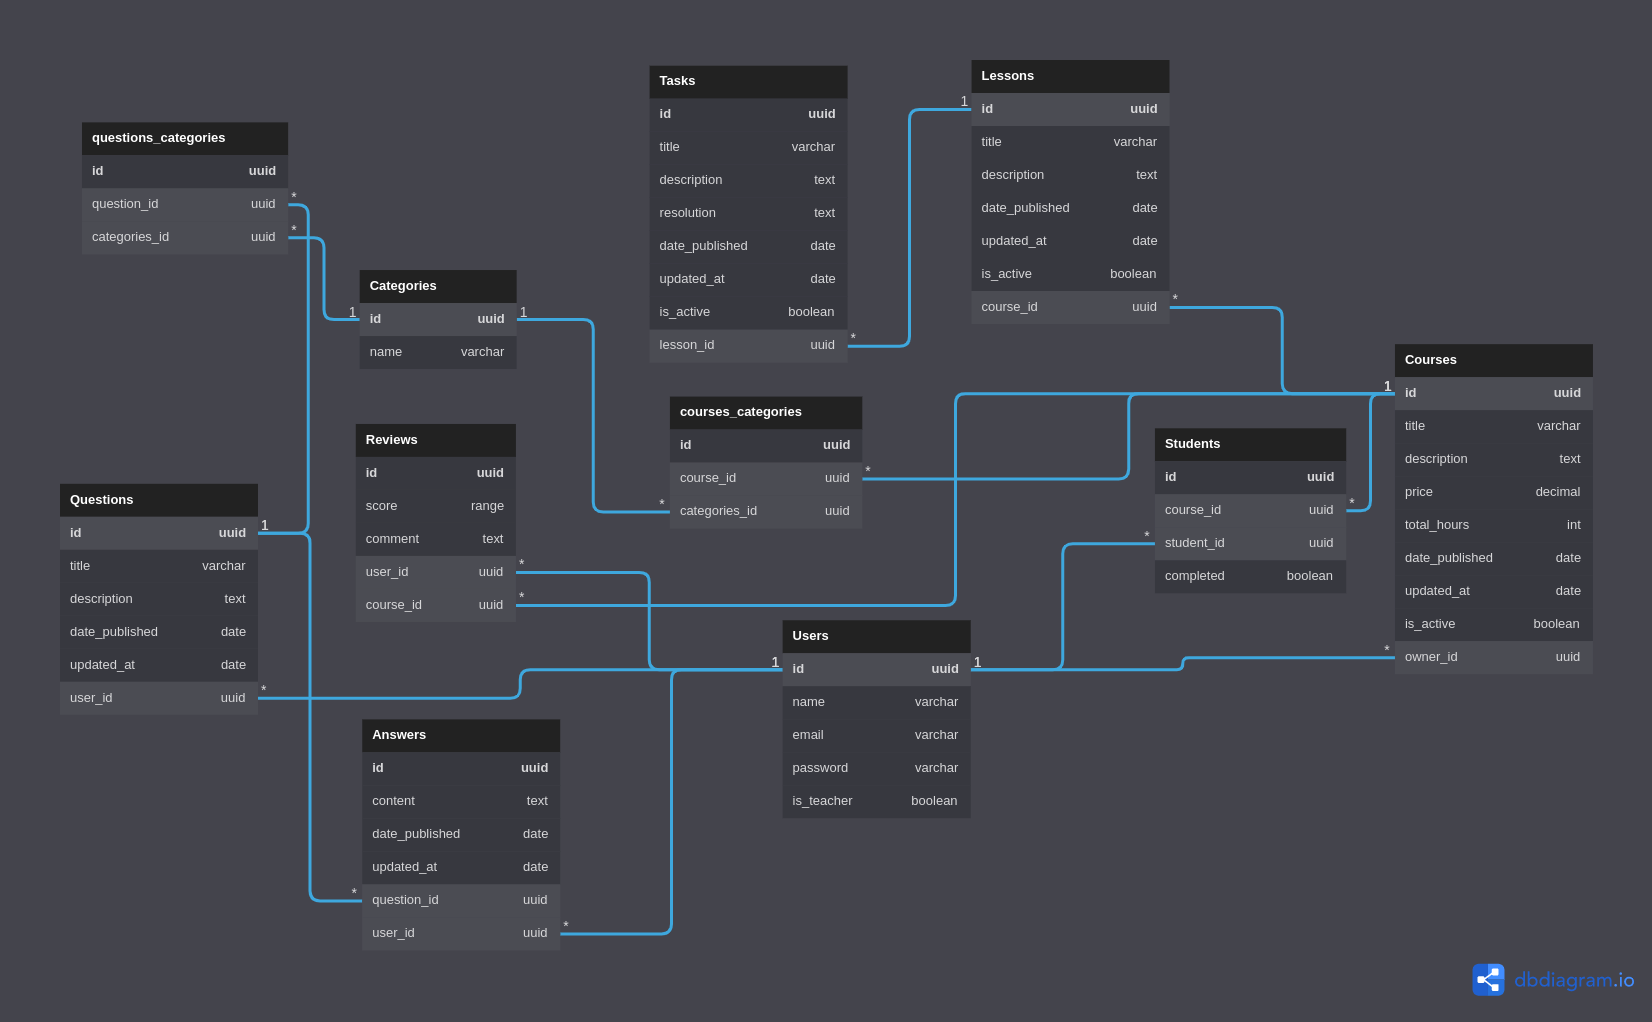 questions_categories
id uuid
* question_id uuid
* categories_id uuid
Categories
1 id uuid 1
name varchar
Tasks
id uuid
title varchar
description text
resolution text
date_published date
updated_at date
is_active boolean
lesson_id uuid *
Lessons
1 id uuid
title varchar
description text
date_published date
updated_at date
is_active boolean
course_id uuid *
courses_categories
id uuid
course_id uuid *
* categories_id uuid
Reviews
id uuid
score range
comment text
user_id uuid *
course_id uuid *
Questions
id uuid 1
title varchar
description text
date_published date
updated_at date
user_id uuid *
Answers
id uuid
content text
date_published date
updated_at date
* question_id uuid
user_id uuid *
Users
1 id uuid 1
name varchar
email varchar
password varchar
is_teacher boolean
Students
id uuid
course_id uuid *
* student_id uuid
completed boolean
Courses
1 id uuid
title varchar
description text
price decimal
total_hours int
date_published date
updated_at date
is_active boolean
* owner_id uuid
dbdiagram.io